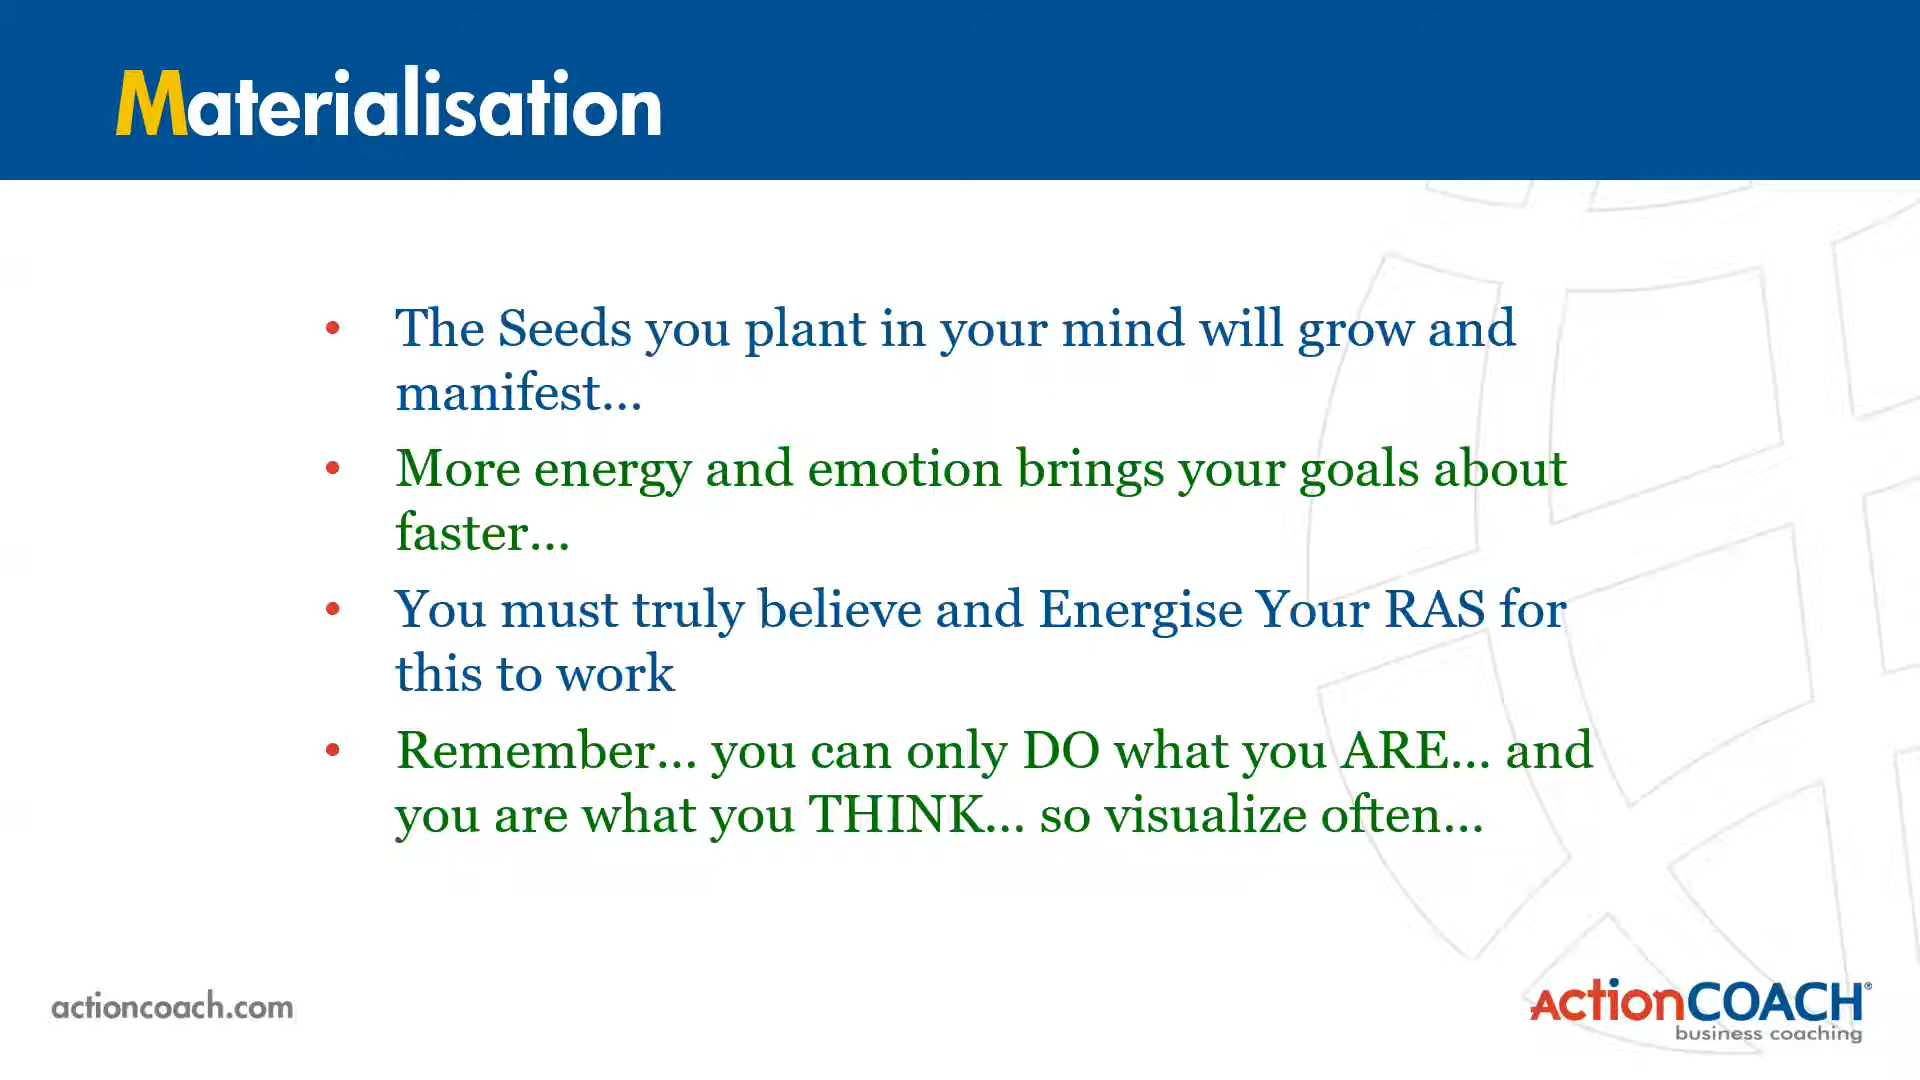 Materialisation
• The Seeds you plant in your mind will grow and
manifest...
• More energy and emotion brings your goals about
faster...
• You must truly believe and Energise Your RAS for
this to work
• Remember... you can only DO what you ARE... and
you are what you THINK... so visualize often...
actioncoach.com
ActionCOACH®
business coaching